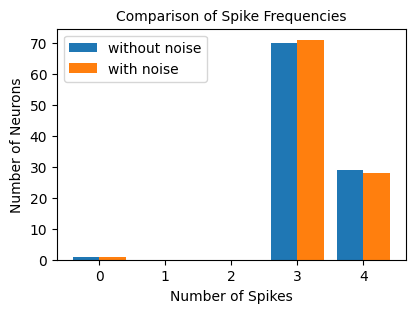 Comparison of Spike Frequencies
without noise
with noise
Number of Neurons
70
60
50
40
30
20
10
0
0 1 2 3 4
Number of Spikes